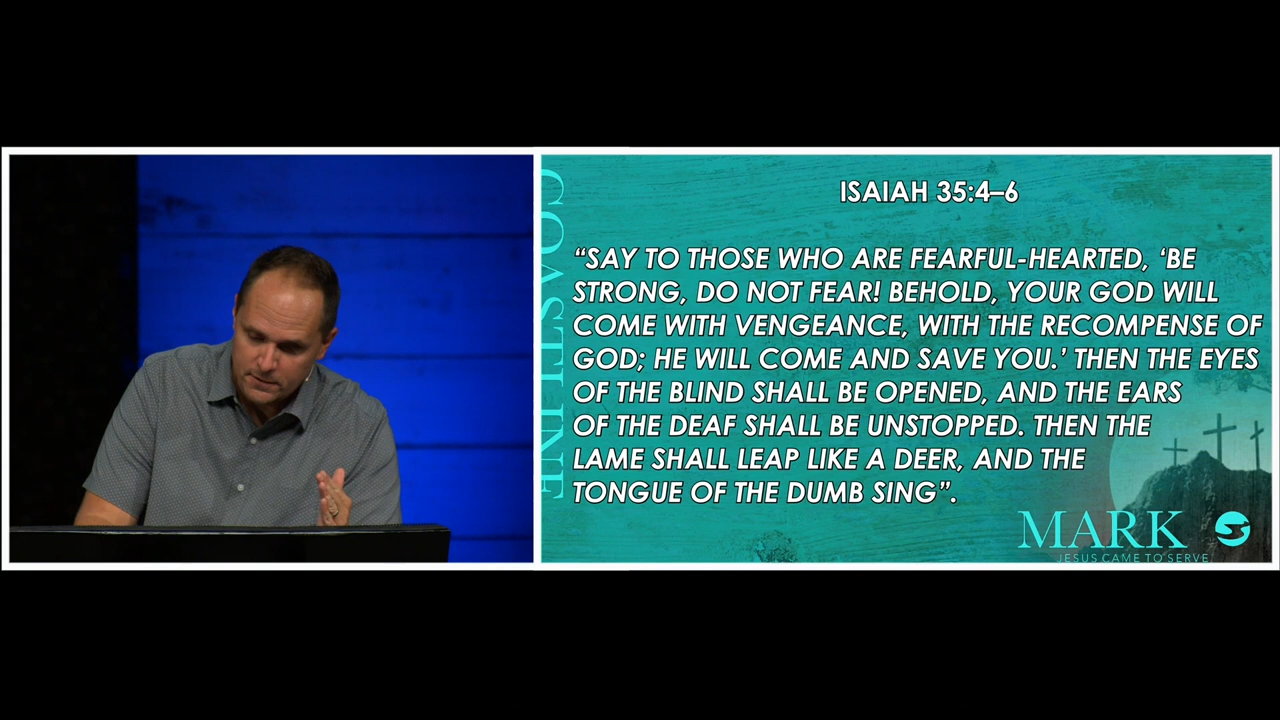 COASTLINE
ISAIAH 35:4–6
“SAY TO THOSE WHO ARE FEARFUL-HEARTED, ‘BE
STRONG, DO NOT FEAR! BEHOLD, YOUR GOD WILL
COME WITH VENGEANCE, WITH THE RECOMPENSE OF
GOD; HE WILL COME AND SAVE YOU.’ THEN THE EYES
OF THE BLIND SHALL BE OPENED, AND THE EARS
OF THE DEAF SHALL BE UNSTOPPED. THEN THE
LAME SHALL LEAP LIKE A DEER, AND THE
TONGUE OF THE DUMB SING”.
MARK
JESUS CAME TO SERVE